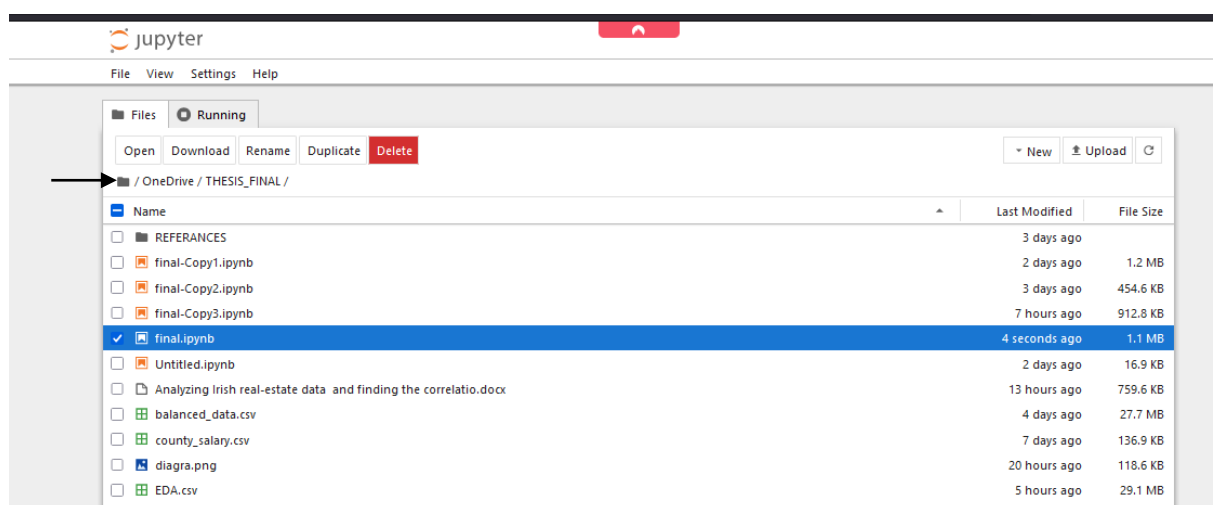 jupyter
File View Settings Help
Files Running
Open Download Rename Duplicate Delete New Upload
/ OneDrive / THESIS_FINAL /
Name Last Modified File Size
REFERANCES 3 days ago
final-Copy1.ipynb 2 days ago 1.2 MB
final-Copy2.ipynb 3 days ago 454.6 KB
final-Copy3.ipynb 7 hours ago 912.8 KB
final.ipynb 4 seconds ago 1.1 MB
Untitled.ipynb 2 days ago 16.9 KB
Analyzing Irish real-estate data and finding the correlatio.docx 13 hours ago 759.6 KB
balanced_data.csv 4 days ago 27.7 MB
county_salary.csv 7 days ago 136.9 KB
diagra.png 20 hours ago 118.6 KB
EDA.csv 5 hours ago 29.1 MB